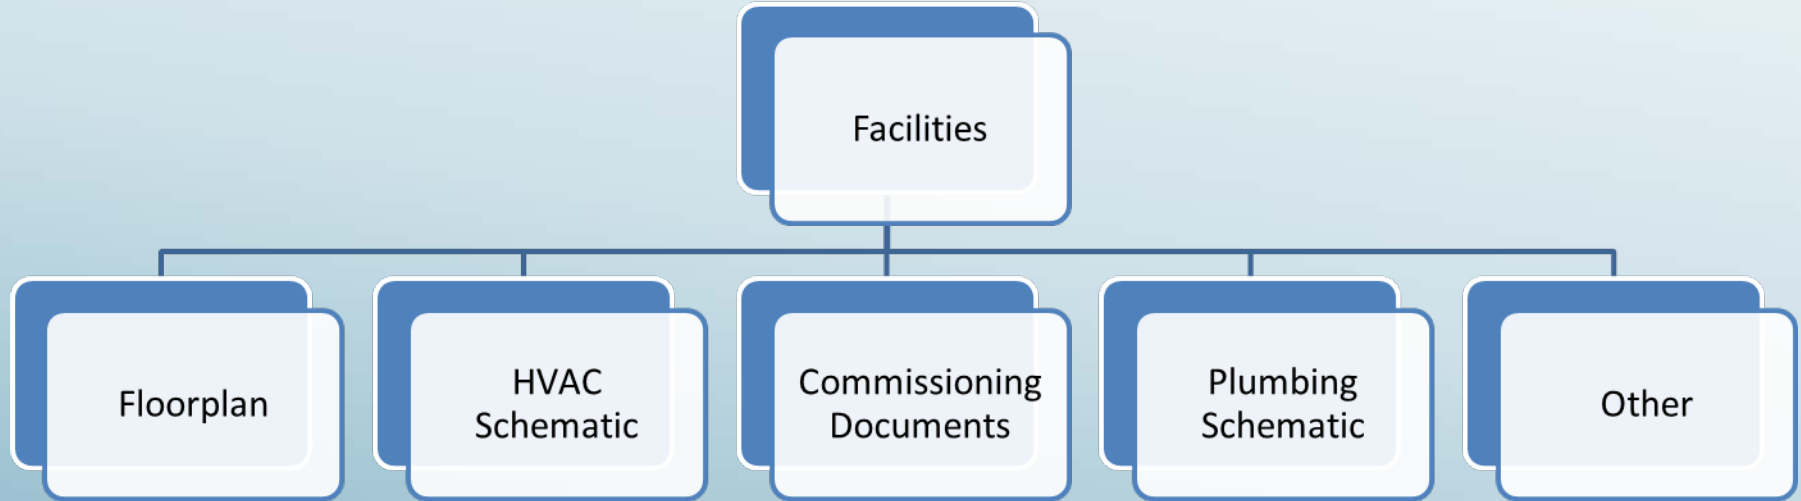 Facilities
Floorplan
HVAC
Schematic
Commissioning
Documents
Plumbing
Schematic
Other